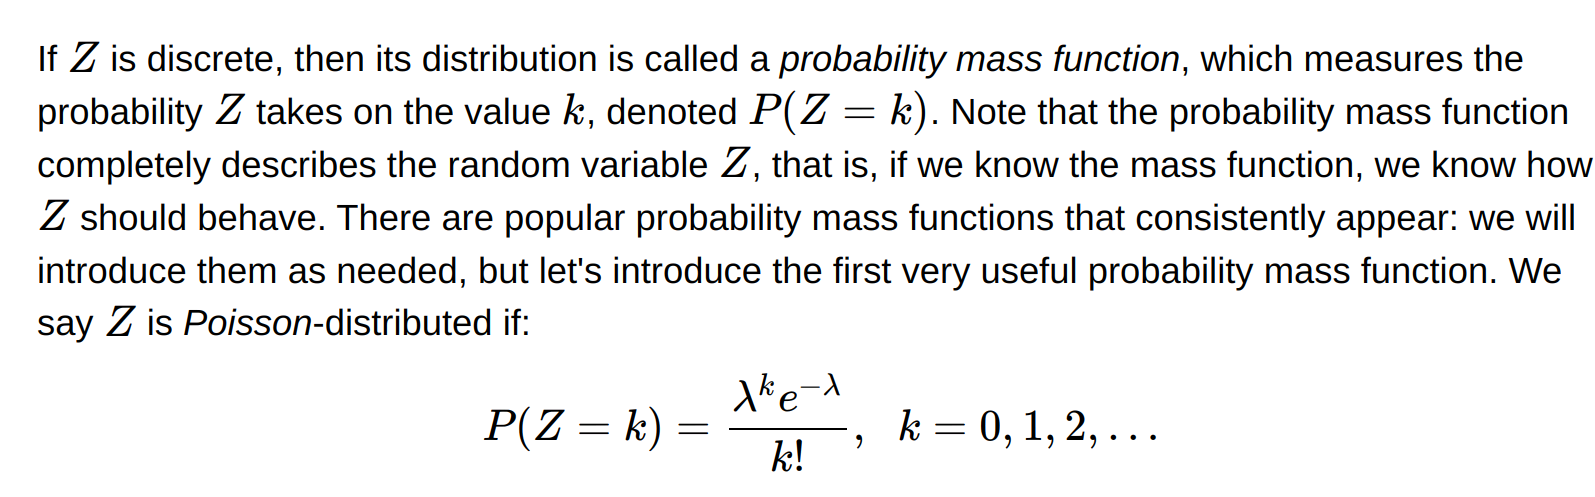 If Z is discrete, then its distribution is called a probability mass function, which measures the
probability Z takes on the value k, denoted P(Z = k). Note that the probability mass function
completely describes the random variable Z, that is, if we know the mass function, we know how
Z should behave. There are popular probability mass functions that consistently appear: we will
introduce them as needed, but let's introduce the first very useful probability mass function. We
say Z is Poisson-distributed if:
P(Z = k) = \frac{λ^k e^{-λ}}{k!}, k = 0, 1, 2, ...